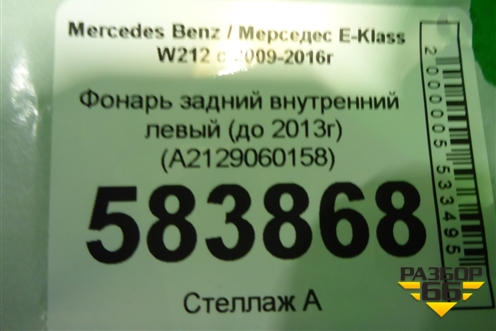 Mercedes Benz / Мерседес E-Klass
W212 с 2009-2016г
Фонарь задний внутренний
левый (до 2013г)
(A2129060158)
583868
Стеллаж А
2000005533495
РАЗБОР
66